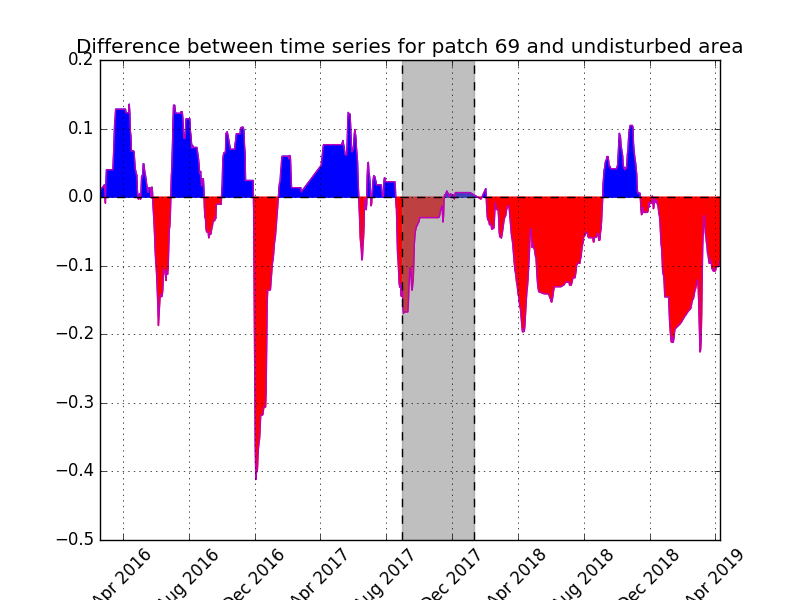 Difference between time series for patch 69 and undisturbed area
0.2
0.1
0.0
−0.1
−0.2
−0.3
−0.4
−0.5
Apr 2016
Aug 2016
Dec 2016
Apr 2017
Aug 2017
Dec 2017
Apr 2018
Aug 2018
Dec 2018
Apr 2019